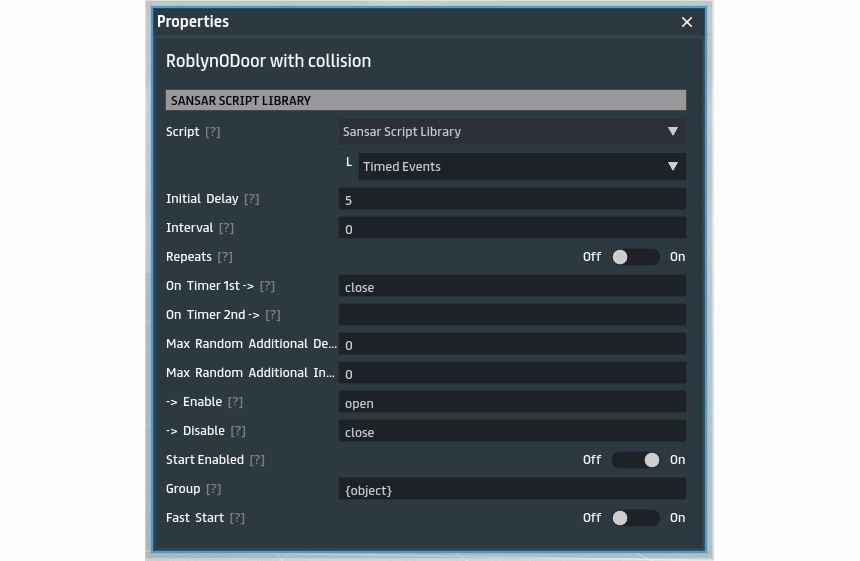 Properties
RoblynODoor with collision
SANSAR SCRIPT LIBRARY
Script [?] Sansar Script Library
Timed Events
Initial Delay [?] 5
Interval [?] 0
Repeats [?] Off On
On Timer 1st -> [?] close
On Timer 2nd -> [?]
Max Random Additional De... 0
Max Random Additional In... 0
-> Enable [?] open
-> Disable [?] close
Start Enabled [?] Off On
Group [?] {object}
Fast Start [?] Off On